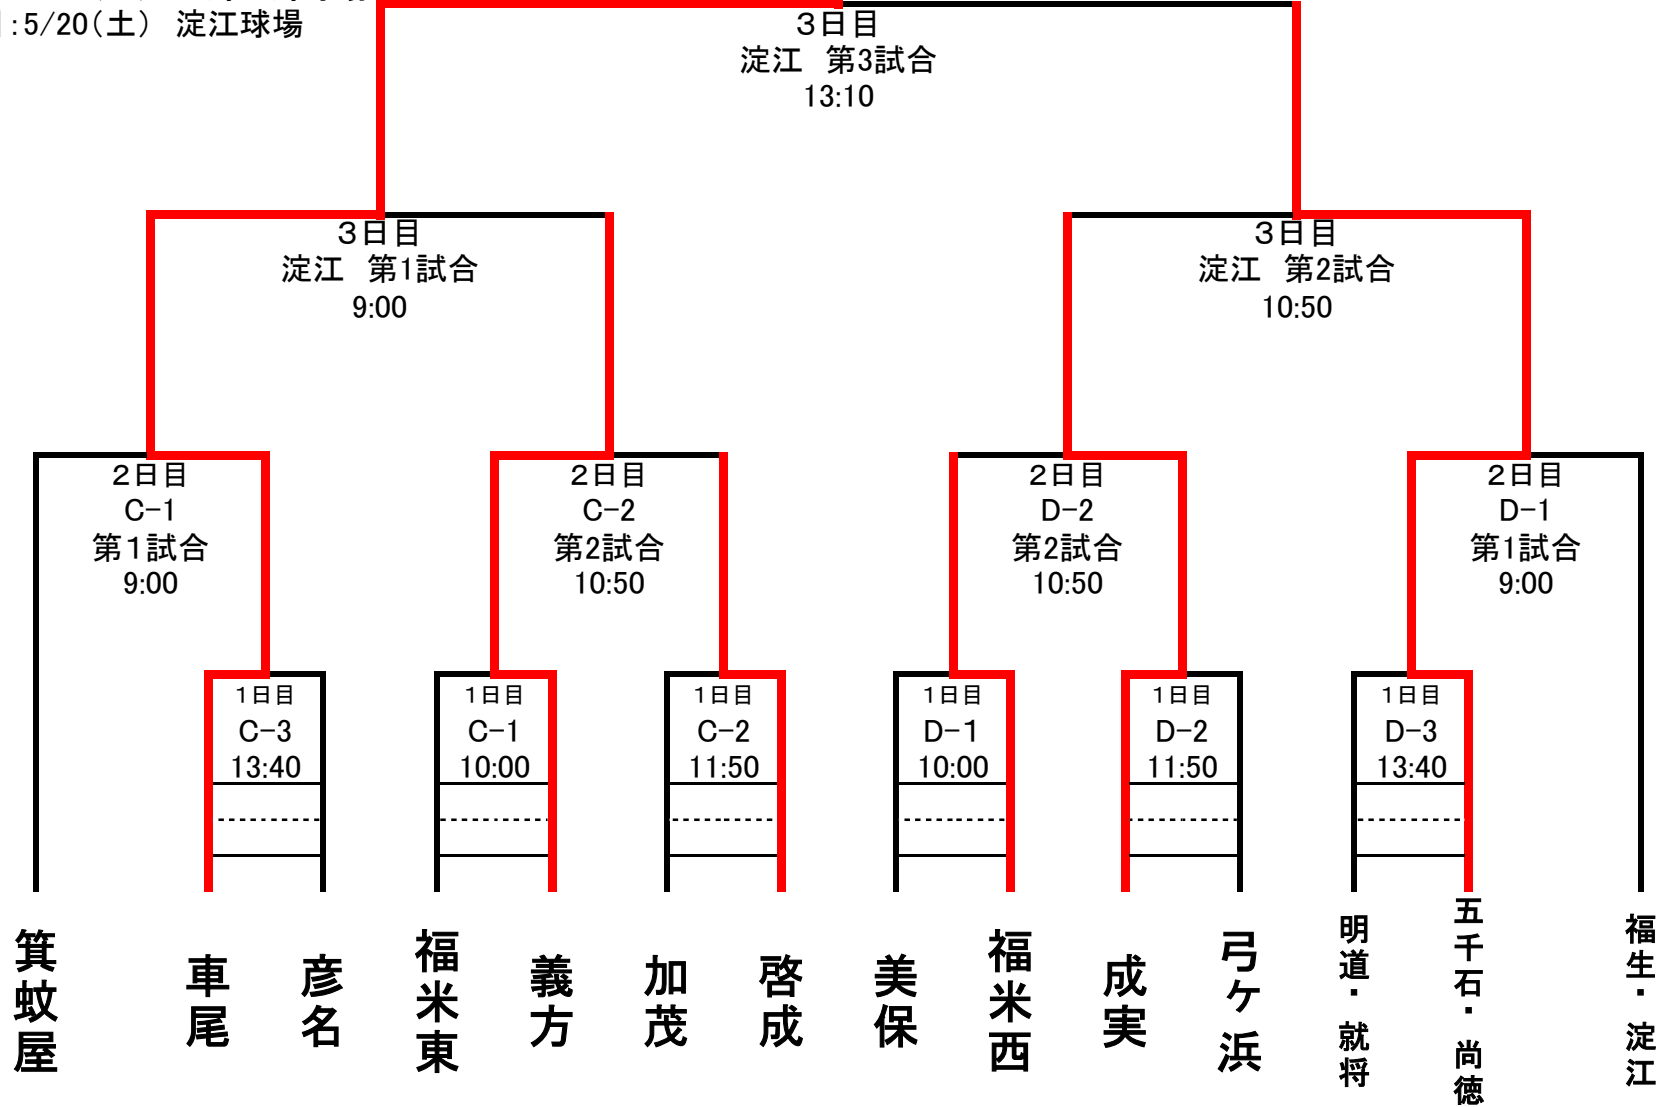 :5/20(土) 淀江球場
3日目
淀江 第3試合
13:10
3日目
淀江 第1試合
9:00
3日目
淀江 第2試合
10:50
2日目
C-1
第1試合
9:00
2日目
C-2
第2試合
10:50
2日目
D-2
第2試合
10:50
2日目
D-1
第1試合
9:00
1日目
C-3
13:40
1日目
C-1
10:00
1日目
C-2
11:50
1日目
D-1
10:00
1日目
D-2
11:50
1日目
D-3
13:40
箕蚊屋
車尾
彦名
福米東
義方
加茂
啓成
美保
福米西
成実
弓ケ浜
明道・就将
五千石・尚徳
福生・淀江